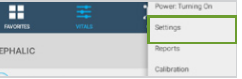 Power: Turning On
FAVORITES
VITALS
Settings
EPHALIC
Reports
Calibration